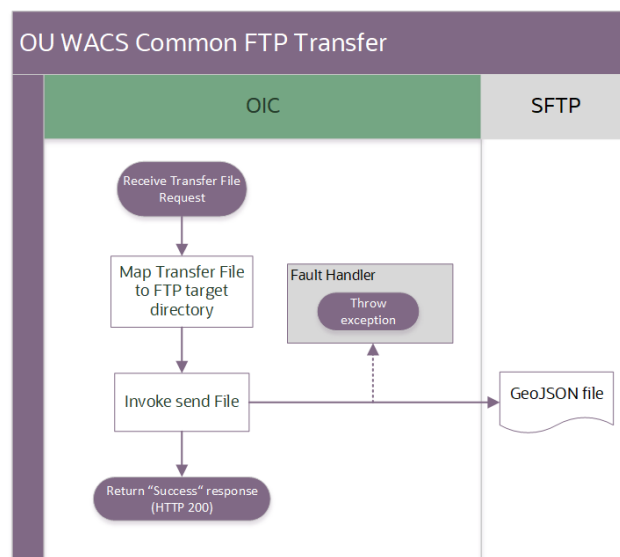 OU WACS Common FTP Transfer
OIC
SFTP
Receive Transfer File
Request
Map Transfer File
to FTP target
directory
Fault Handler
Throw
exception
Invoke send File
GeoJSON file
Return “Success“ response
(HTTP 200)